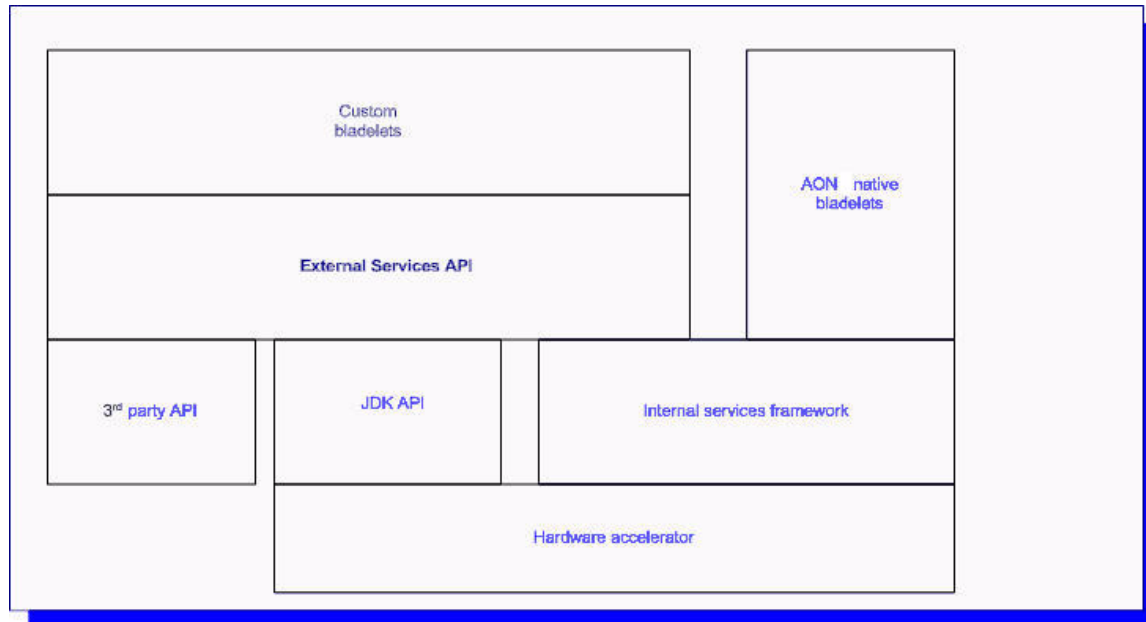 Custom
bladelets
AON native
bladelets
External Services API
3rd party API
JDK API
Internal services framework
Hardware accelerator